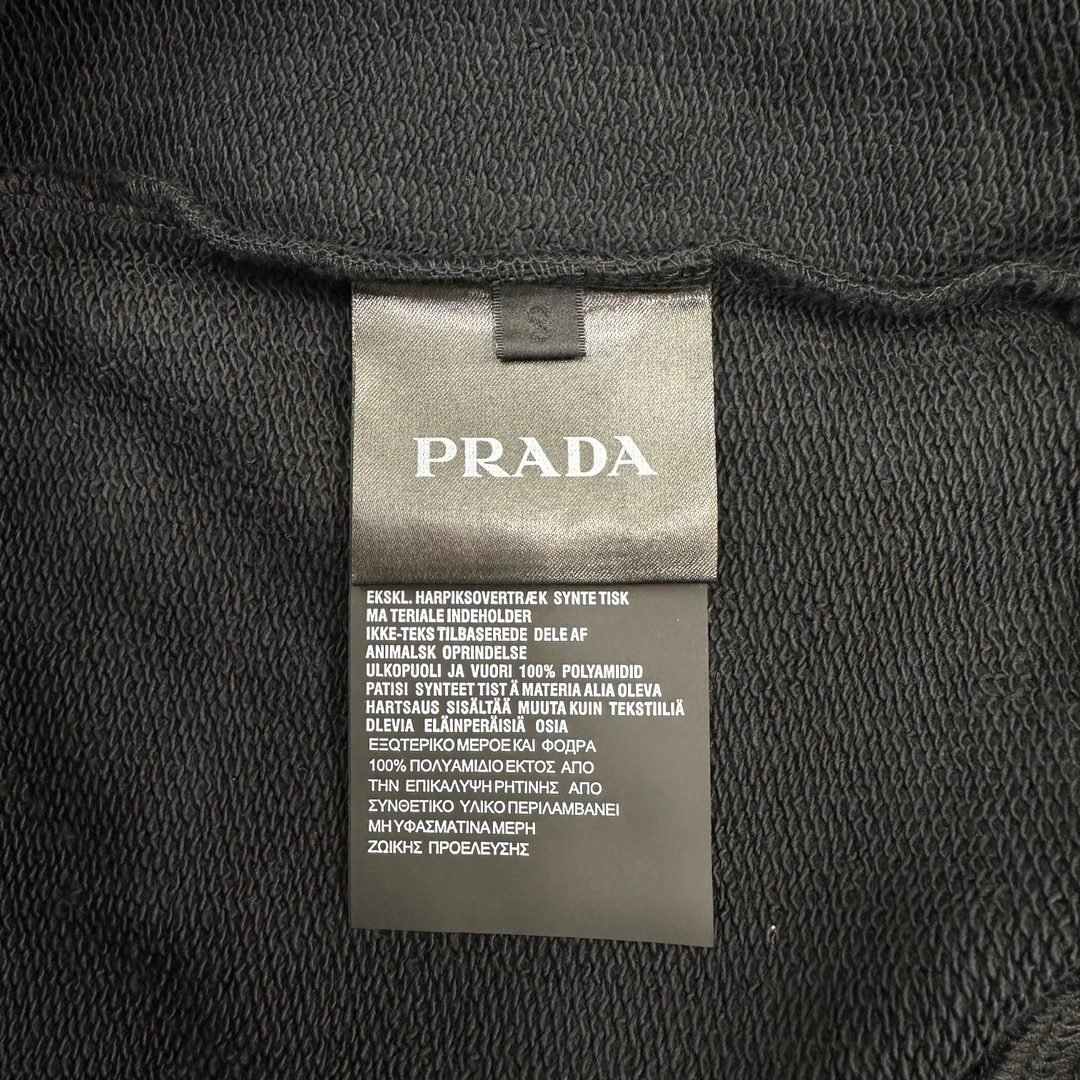 PRADA
EKSKL. HARPIKSOVERTRÆK SYNTE TISK
MA TERIALE INDEHOLDER
IKKE-TEKS TILBASEREDE DELE AF
ANIMALSK OPRINDELSE
ULKOPUOLI JA VUORI 100% POLYAMIDID
PATISI SYNTEET TIST Ä MATERIA ALIA OLEVA
HARTSAUS SISÄLTÄÄ MUUTA KUIN TEKSTIILIÄ
DLEVIA ELÄINPERÄISIÄ OSIA
ΕΞΩΤΕΡΙΚΟ ΜΕΡΟΕ ΚΑΙ ΦΟΔΡΑ
100% ΠΟΛΥΑΜΙΔΙΟ ΕΚΤΟΣ ΑΠΟ
ΤΗΝ ΕΠΙΚΑΛΥΨΗ ΡΗΤΙΝΗΣ ΑΠΟ
ΣΥΝΘΕΤΙΚΟ ΥΛΙΚΟ ΠΕΡΙΛΑΜΒΑΝΕΙ
ΜΗ ΥΦΑΣΜΑΤΙΝΑ ΜΕΡΗ
ΖΩΙΚΗΣ ΠΡΟΕΛΕΥΣΗΣ